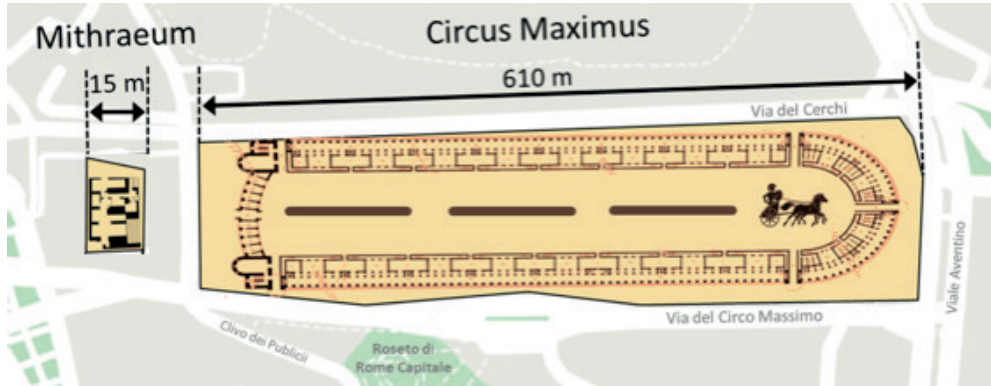 Mithraeum
Circus Maximus
15 m
610 m
Via del Cerchi
Viale Aventino
Via del Circo Massimo
Clivo dei Publicii
Roseto di
Rome Capitale